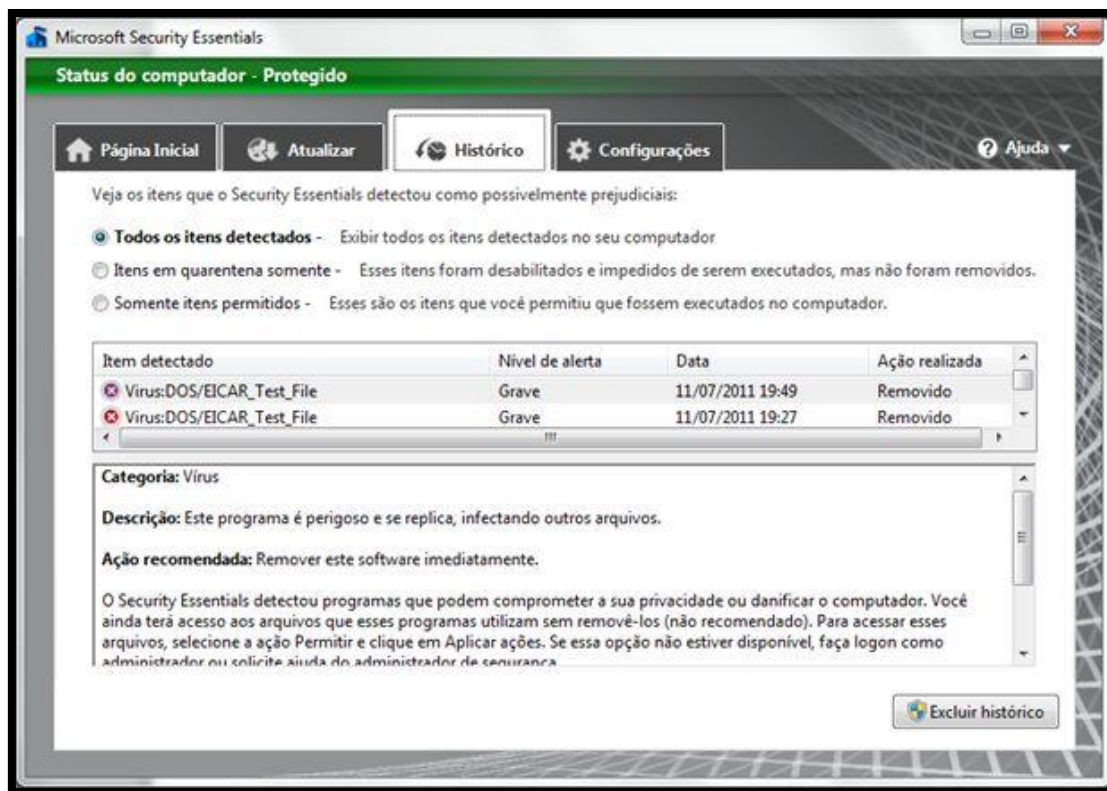 Microsoft Security Essentials
Status do computador - Protegido
Página Inicial
Atualizar
Histórico
Configurações
Ajuda
Veja os itens que o Security Essentials detectou como possivelmente prejudiciais:
Todos os itens detectados - Exibir todos os itens detectados no seu computador
Itens em quarentena somente - Esses itens foram desabilitados e impedidos de serem executados, mas não foram removidos.
Somente itens permitidos - Esses são os itens que você permitiu que fossem executados no computador.
Item detectado Nível de alerta Data Ação realizada
Virus:DOS/EICAR_Test_File Grave 11/07/2011 19:49 Removido
Virus:DOS/EICAR_Test_File Grave 11/07/2011 19:27 Removido
Categoria: Vírus
Descrição: Este programa é perigoso e se replica, infectando outros arquivos.
Ação recomendada: Remover este software imediatamente.
O Security Essentials detectou programas que podem comprometer a sua privacidade ou danificar o computador. Você
ainda terá acesso aos arquivos que esses programas utilizam sem removê-los (não recomendado). Para acessar esses
arquivos, selecione a ação Permitir e clique em Aplicar ações. Se essa opção não estiver disponível, faça logon como
administrador ou solicite ajuda do administrador de segurança
Excluir histórico